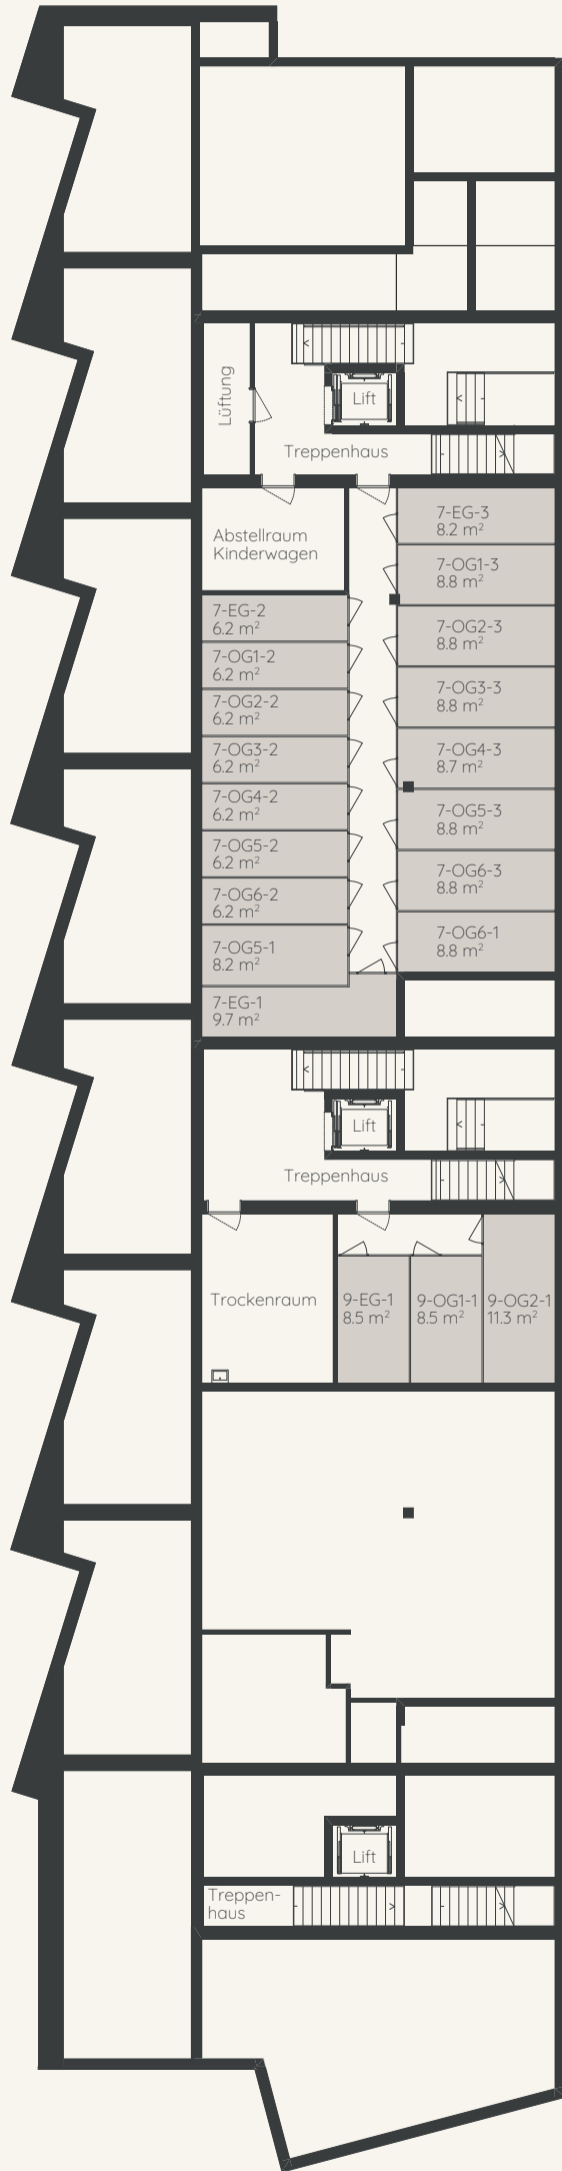 Lüftung
Lift
Treppenhaus
Abstellraum
Kinderwagen
7-EG-3
8.2 m²
7-OG1-3
8.8 m²
7-EG-2
6.2 m²
7-OG2-3
8.8 m²
7-OG1-2
6.2 m²
7-OG2-2
6.2 m²
7-OG3-3
8.8 m²
7-OG3-2
6.2 m²
7-OG4-3
8.7 m²
7-OG4-2
6.2 m²
7-OG5-3
8.8 m²
7-OG5-2
6.2 m²
7-OG6-3
8.8 m²
7-OG6-2
6.2 m²
7-OG6-1
8.8 m²
7-OG5-1
8.2 m²
7-EG-1
9.7 m²
Lift
Treppenhaus
Trockenraum
9-EG-1
8.5 m²
9-OG1-1
8.5 m²
9-OG2-1
11.3 m²
Lift
Treppen-
haus